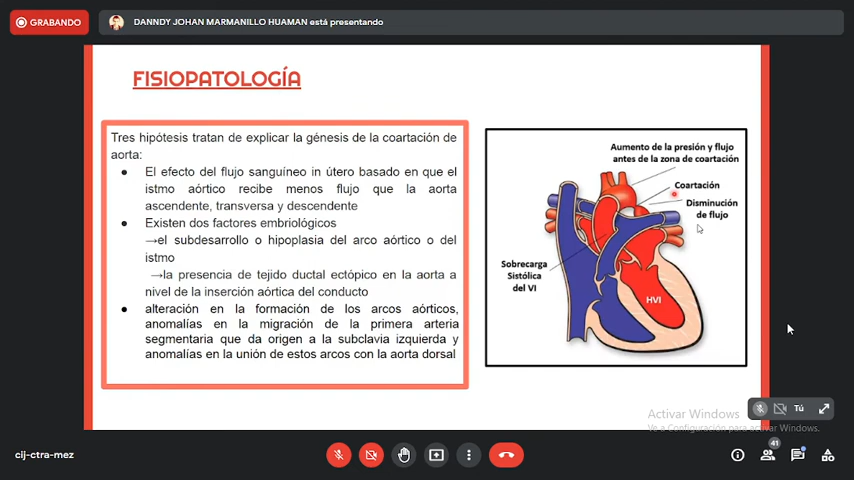 GRABANDO
DANNDY JOHAN MARMANILLO HUAMAN está presentando
FISIOPATOLOGÍA
Tres hipótesis tratan de explicar la génesis de la coartación de
aorta:
● El efecto del flujo sanguíneo in útero basado en que el
istmo aórtico recibe menos flujo que la aorta
ascendente, transversa y descendente
● Existen dos factores embriológicos
→el subdesarrollo o hipoplasia del arco aórtico o del
istmo
→la presencia de tejido ductal ectópico en la aorta a
nivel de la inserción aórtica del conducto
● alteración en la formación de los arcos aórticos,
anomalías en la migración de la primera arteria
segmentaria que da origen a la subclavia izquierda y
anomalías en la unión de estos arcos con la aorta dorsal
Aumento de la presión y flujo
antes de la zona de coartación
Coartación
Disminución
de flujo
Sobrecarga
Sistólica
del VI
HVI
Activar Windows
Ve a Configuración para activar Windows.
Tú
cij-ctra-mez
41